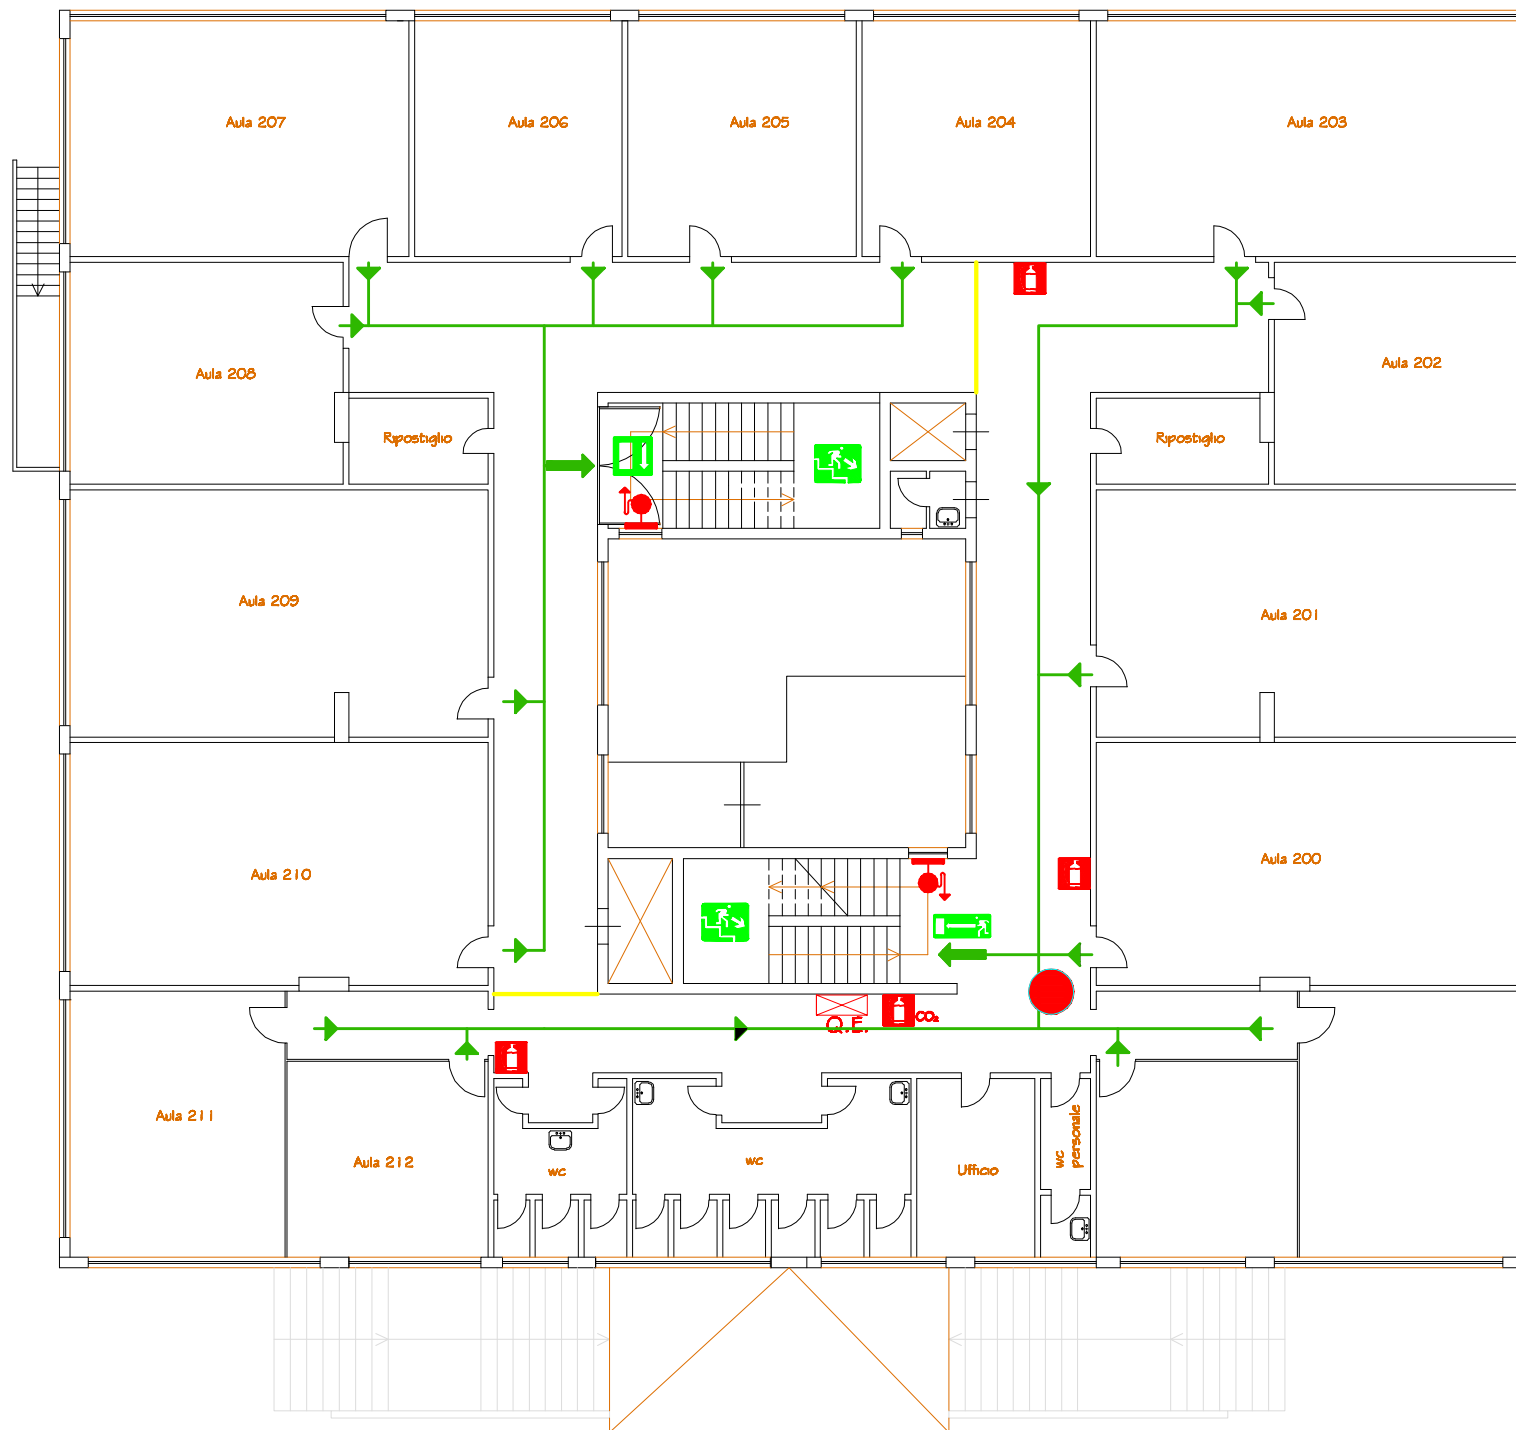 Aula 207
Aula 206
Aula 205
Aula 204
Aula 203
Aula 208
Aula 202
Ripostiglio
Ripostiglio
Aula 209
Aula 201
Aula 210
Aula 200
Q.E.
CO₂
Aula 211
Aula 212
wc
wc
Ufficio
wc
personale